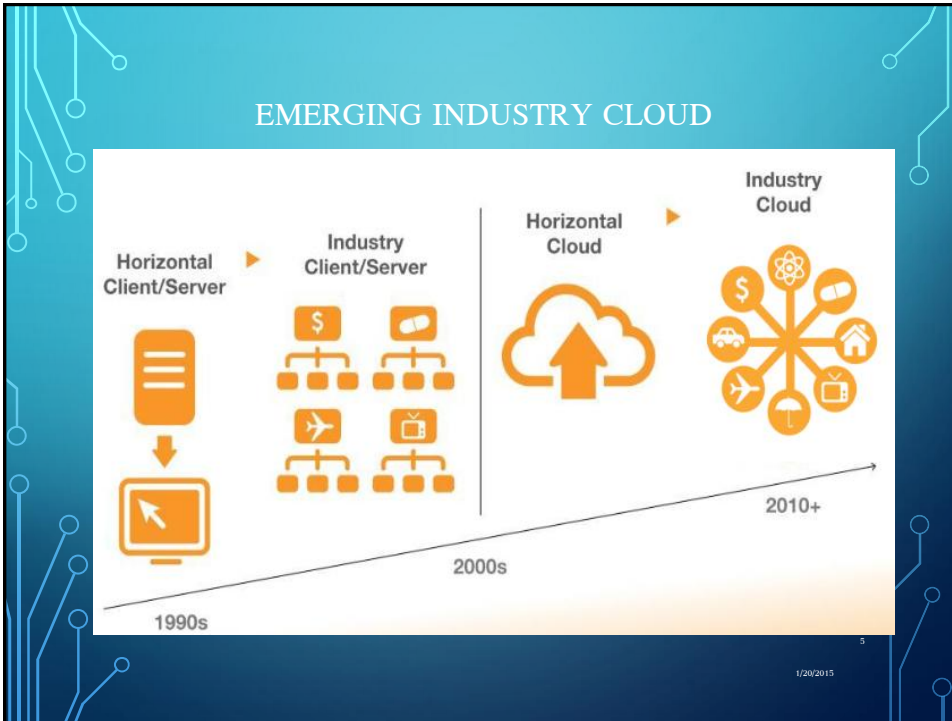 EMERGING INDUSTRY CLOUD
Horizontal
Client/Server
Industry
Client/Server
Horizontal
Cloud
Industry
Cloud
$
$
1990s
2000s
2010+
5
1/20/2015